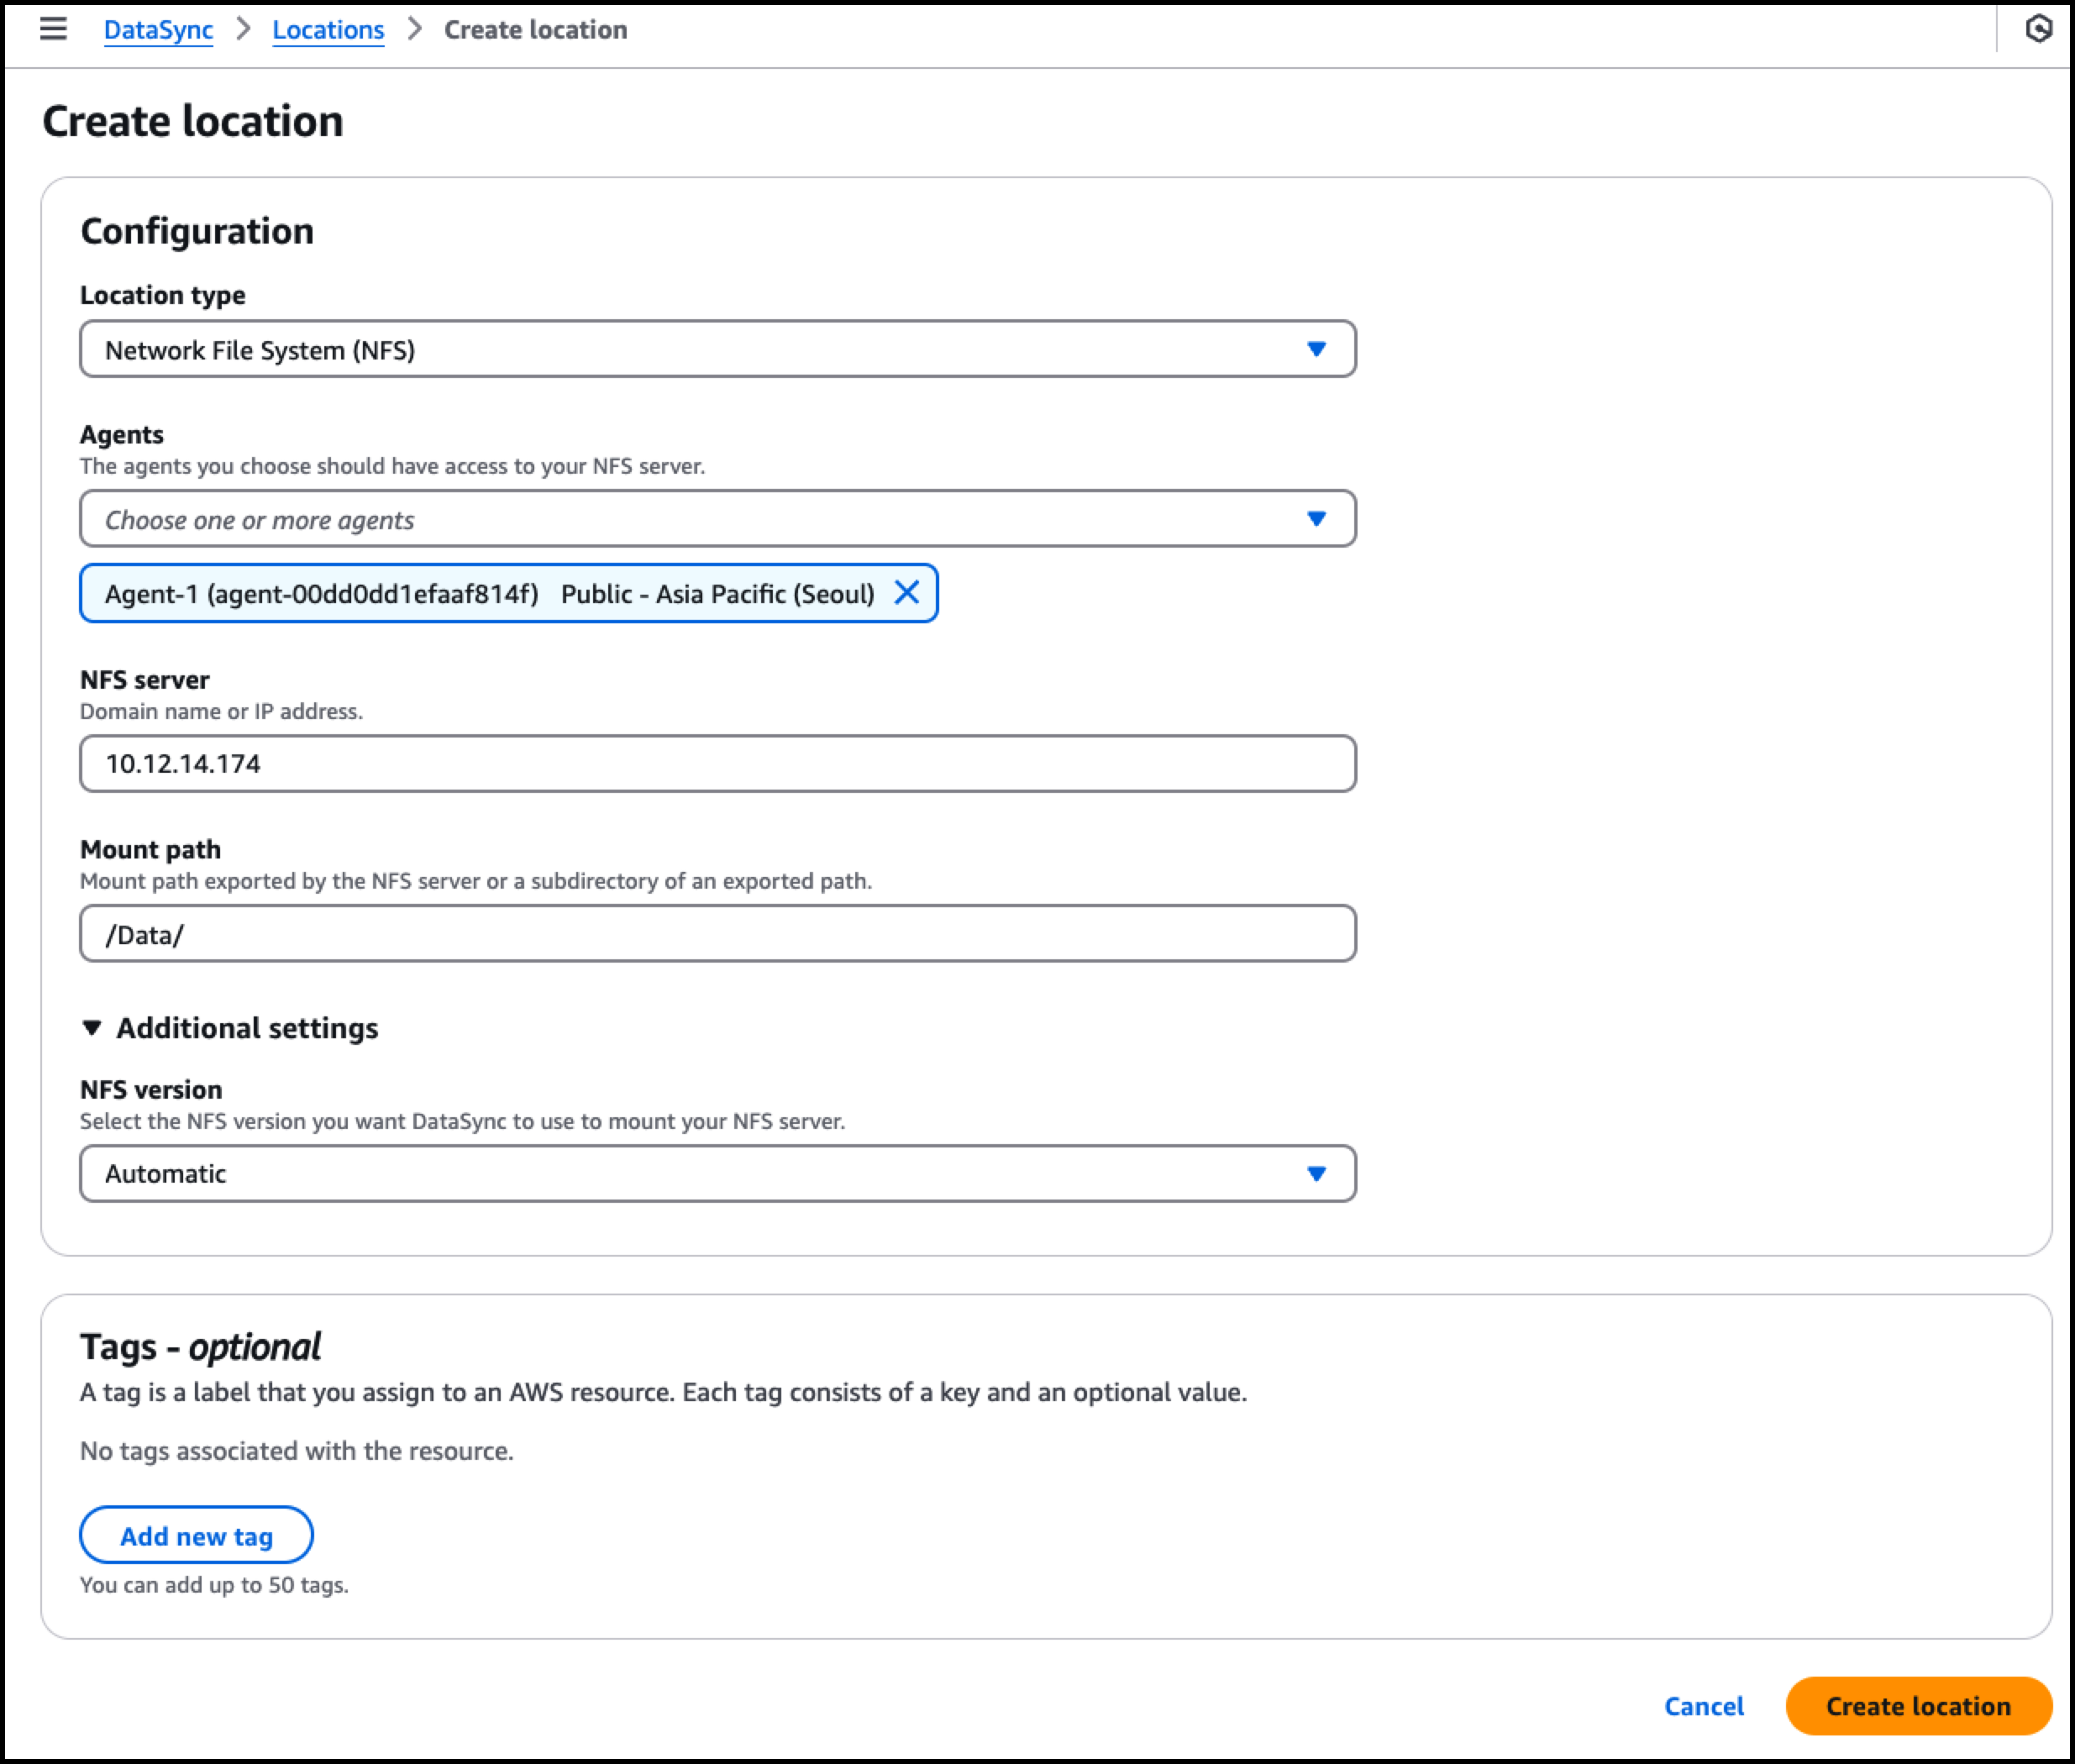 DataSync > Locations > Create location
Create location
Configuration
Location type
Network File System (NFS)
Agents
The agents you choose should have access to your NFS server.
Choose one or more agents
Agent-1 (agent-00dd0dd1efaaf814f) Public - Asia Pacific (Seoul)
NFS server
Domain name or IP address.
10.12.14.174
Mount path
Mount path exported by the NFS server or a subdirectory of an exported path.
/Data/
Additional settings
NFS version
Select the NFS version you want DataSync to use to mount your NFS server.
Automatic
Tags - optional
A tag is a label that you assign to an AWS resource. Each tag consists of a key and an optional value.
No tags associated with the resource.
Add new tag
You can add up to 50 tags.
Cancel Create location